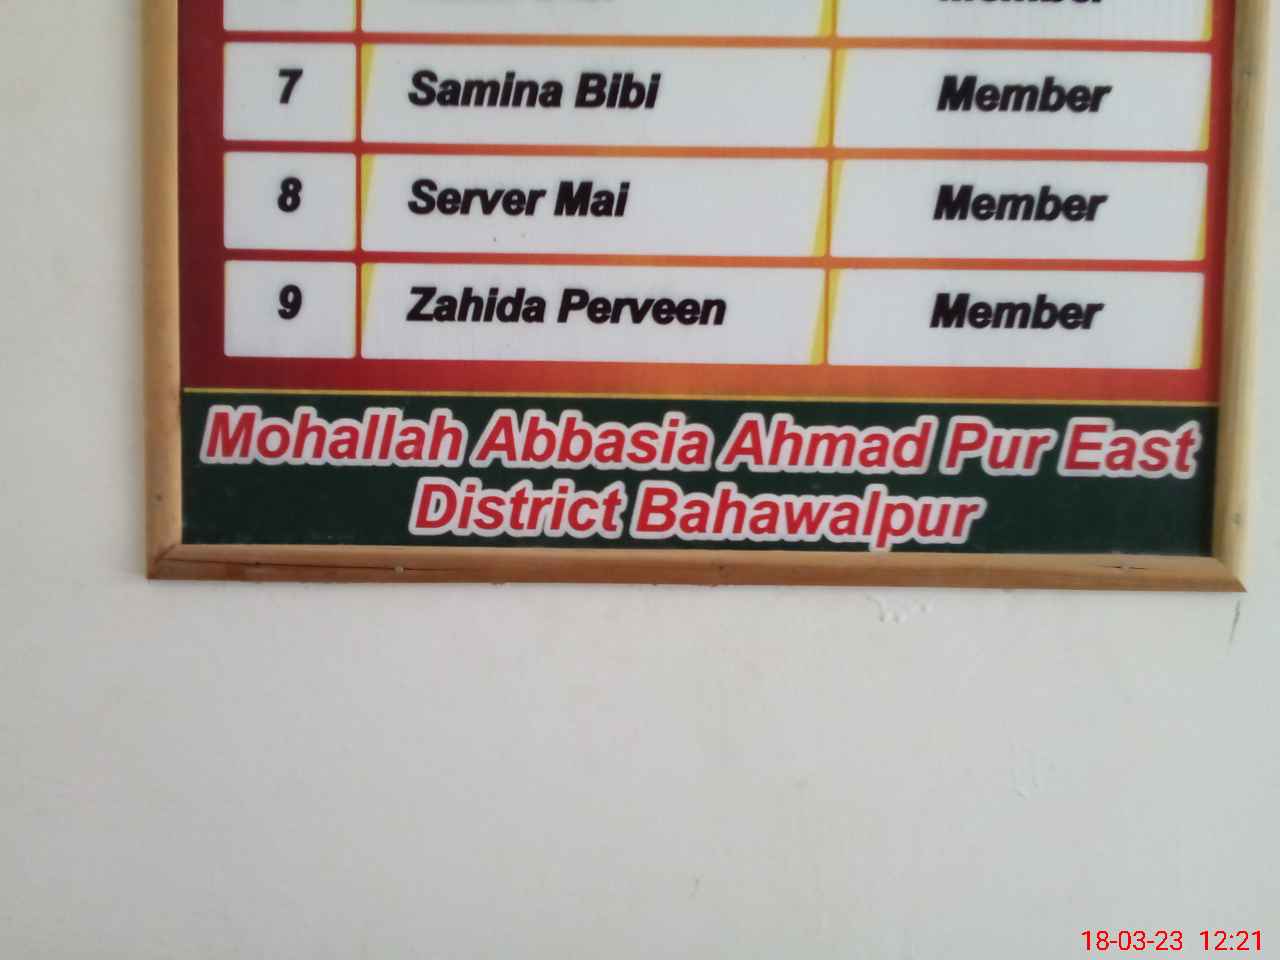 7 Samina Bibi Member
8 Server Mai Member
9 Zahida Perveen Member
Mohallah Abbasia Ahmad Pur East
District Bahawalpur
18-03-23 12:21